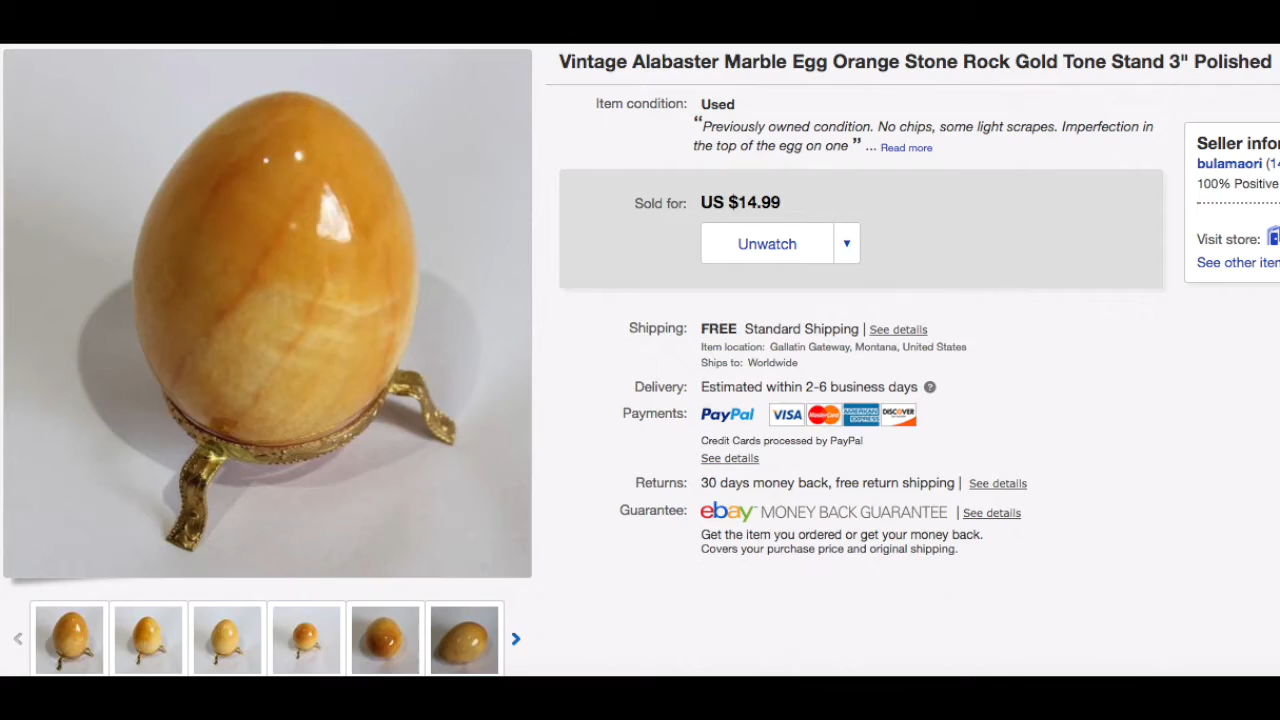 Vintage Alabaster Marble Egg Orange Stone Rock Gold Tone Stand 3" Polished
Item condition: Used
“Previously owned condition. No chips, some light scrapes. Imperfection in
the top of the egg on one ” ... Read more
Sold for: US $14.99
Unwatch
Shipping: FREE Standard Shipping | See details
Item location: Gallatin Gateway, Montana, United States
Ships to: Worldwide
Delivery: Estimated within 2-6 business days ?
Payments: PayPal VISA MasterCard AMERICAN EXPRESS DISCOVER
Credit Cards processed by PayPal
See details
Returns: 30 days money back, free return shipping | See details
Guarantee: ebay MONEY BACK GUARANTEE | See details
Get the item you ordered or get your money back.
Covers your purchase price and original shipping.
Seller infor
bulamaori (14
100% Positive
Visit store:
See other item